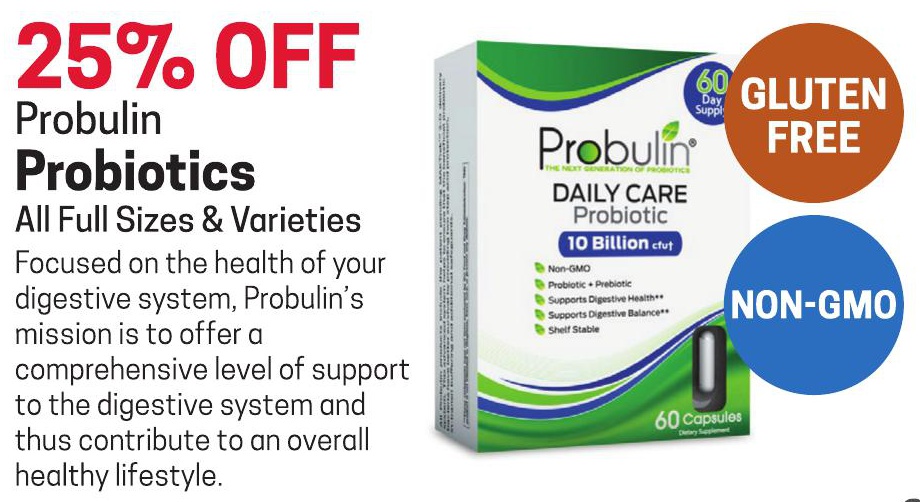 25% OFF
Probulin
Probiotics
All Full Sizes & Varieties
Focused on the health of your
digestive system, Probulin's
mission is to offer a
comprehensive level of support
to the digestive system and
thus contribute to an overall
healthy lifestyle.
60
Day
Supply
Probulin®
THE NEXT GENERATION OF PROBIOTICS
DAILY CARE
Probiotic
10 Billion cfu†
Non-GMO
Probiotic + Prebiotic
Supports Digestive Health**
Supports Digestive Balance**
Shelf Stable
60 Capsules
Dietary Supplement
GLUTEN
FREE
NON-GMO